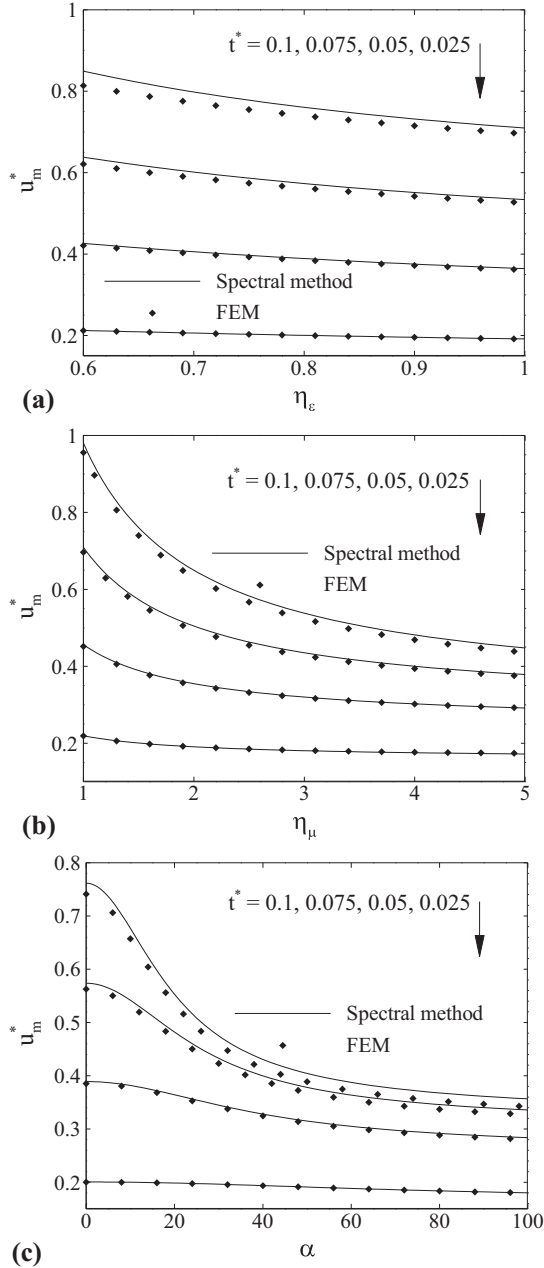 1
t* = 0.1, 0.075, 0.05, 0.025
0.8
u*m
0.6
0.4
Spectral method
FEM
0.2
0.6 0.7 0.8 0.9 1
(a)
ηε
1
t* = 0.1, 0.075, 0.05, 0.025
0.8
Spectral method
FEM
u*m
0.6
0.4
0.2
1 2 3 4 5
(b)
ημ
0.8
t* = 0.1, 0.075, 0.05, 0.025
0.7
0.6
u*m
Spectral method
0.5
FEM
0.4
0.3
0.2
0 20 40 60 80 100
(c)
α